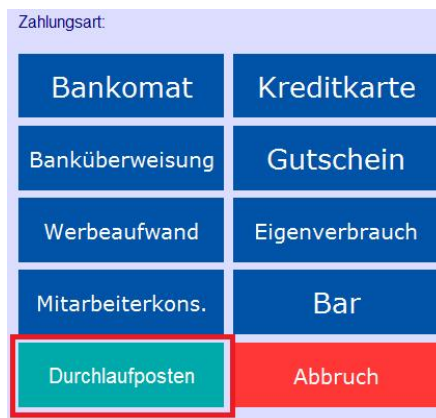 Zahlungsart:
Bankomat
Kreditkarte
Banküberweisung
Gutschein
Werbeaufwand
Eigenverbrauch
Mitarbeiterkons.
Bar
Durchlaufposten
Abbruch